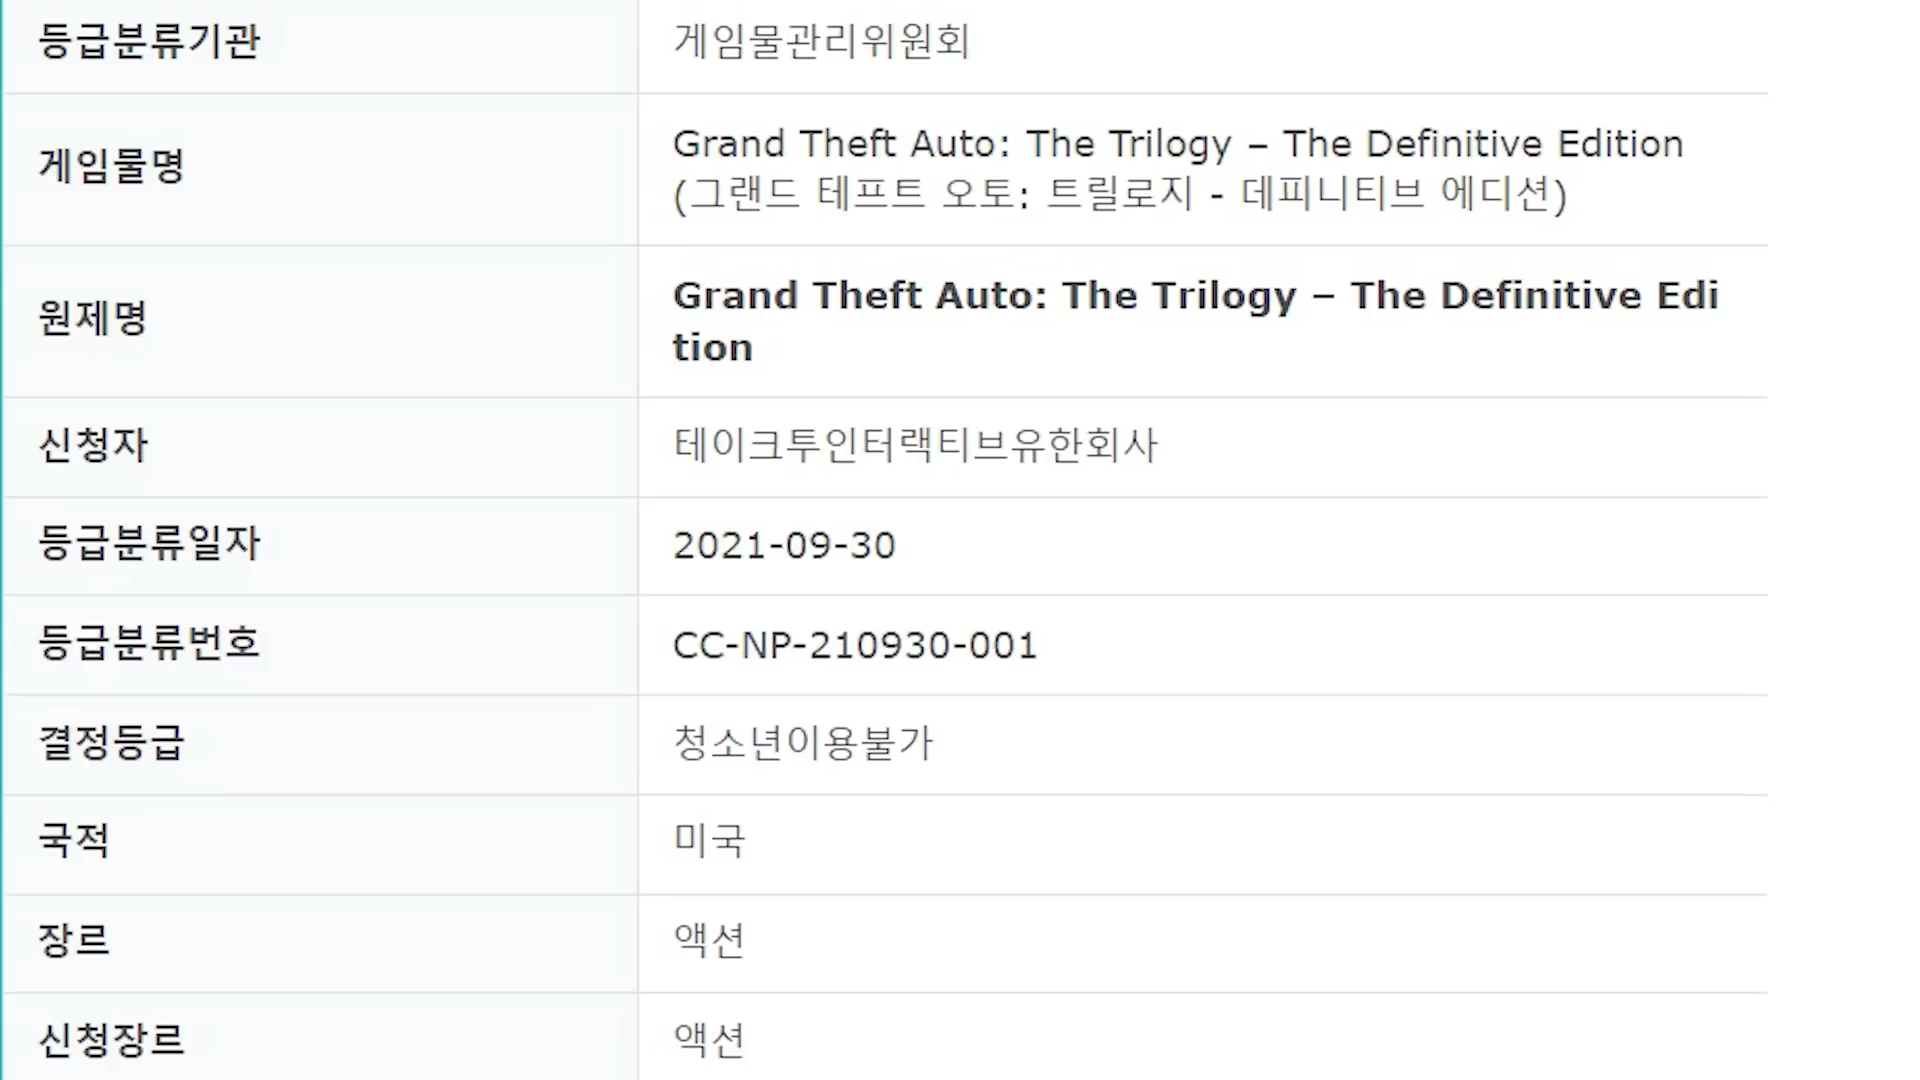 등급분류기관
게임물관리위원회
게임물명
Grand Theft Auto: The Trilogy – The Definitive Edition
(그랜드 테프트 오토: 트릴로지 - 데피니티브 에디션)
원제명
Grand Theft Auto: The Trilogy – The Definitive Edi
tion
신청자
테이크투인터랙티브유한회사
등급분류일자
2021-09-30
등급분류번호
CC-NP-210930-001
결정등급
청소년이용불가
국적
미국
장르
액션
신청장르
액션